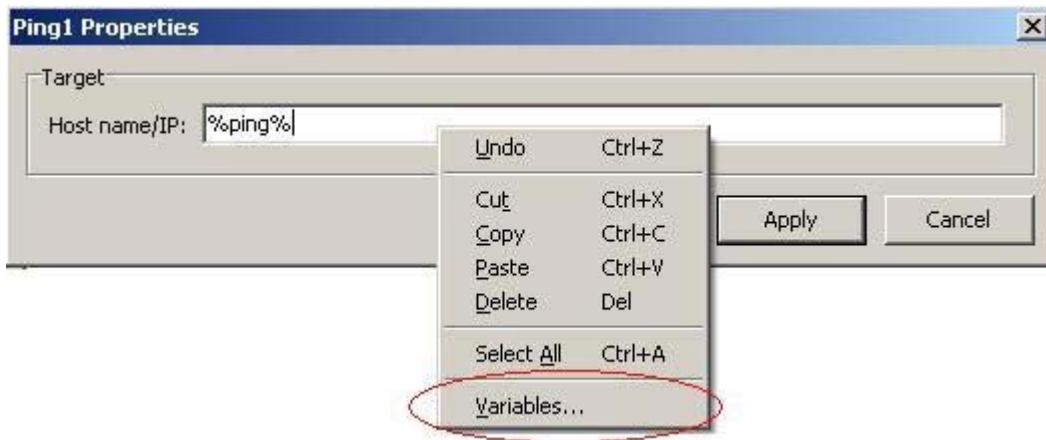 Ping1 Properties
Target
Host name/IP: %ping%
Undo Ctrl+Z
Cut Ctrl+X
Copy Ctrl+C
Paste Ctrl+V
Delete Del
Select All Ctrl+A
Variables...
Apply Cancel